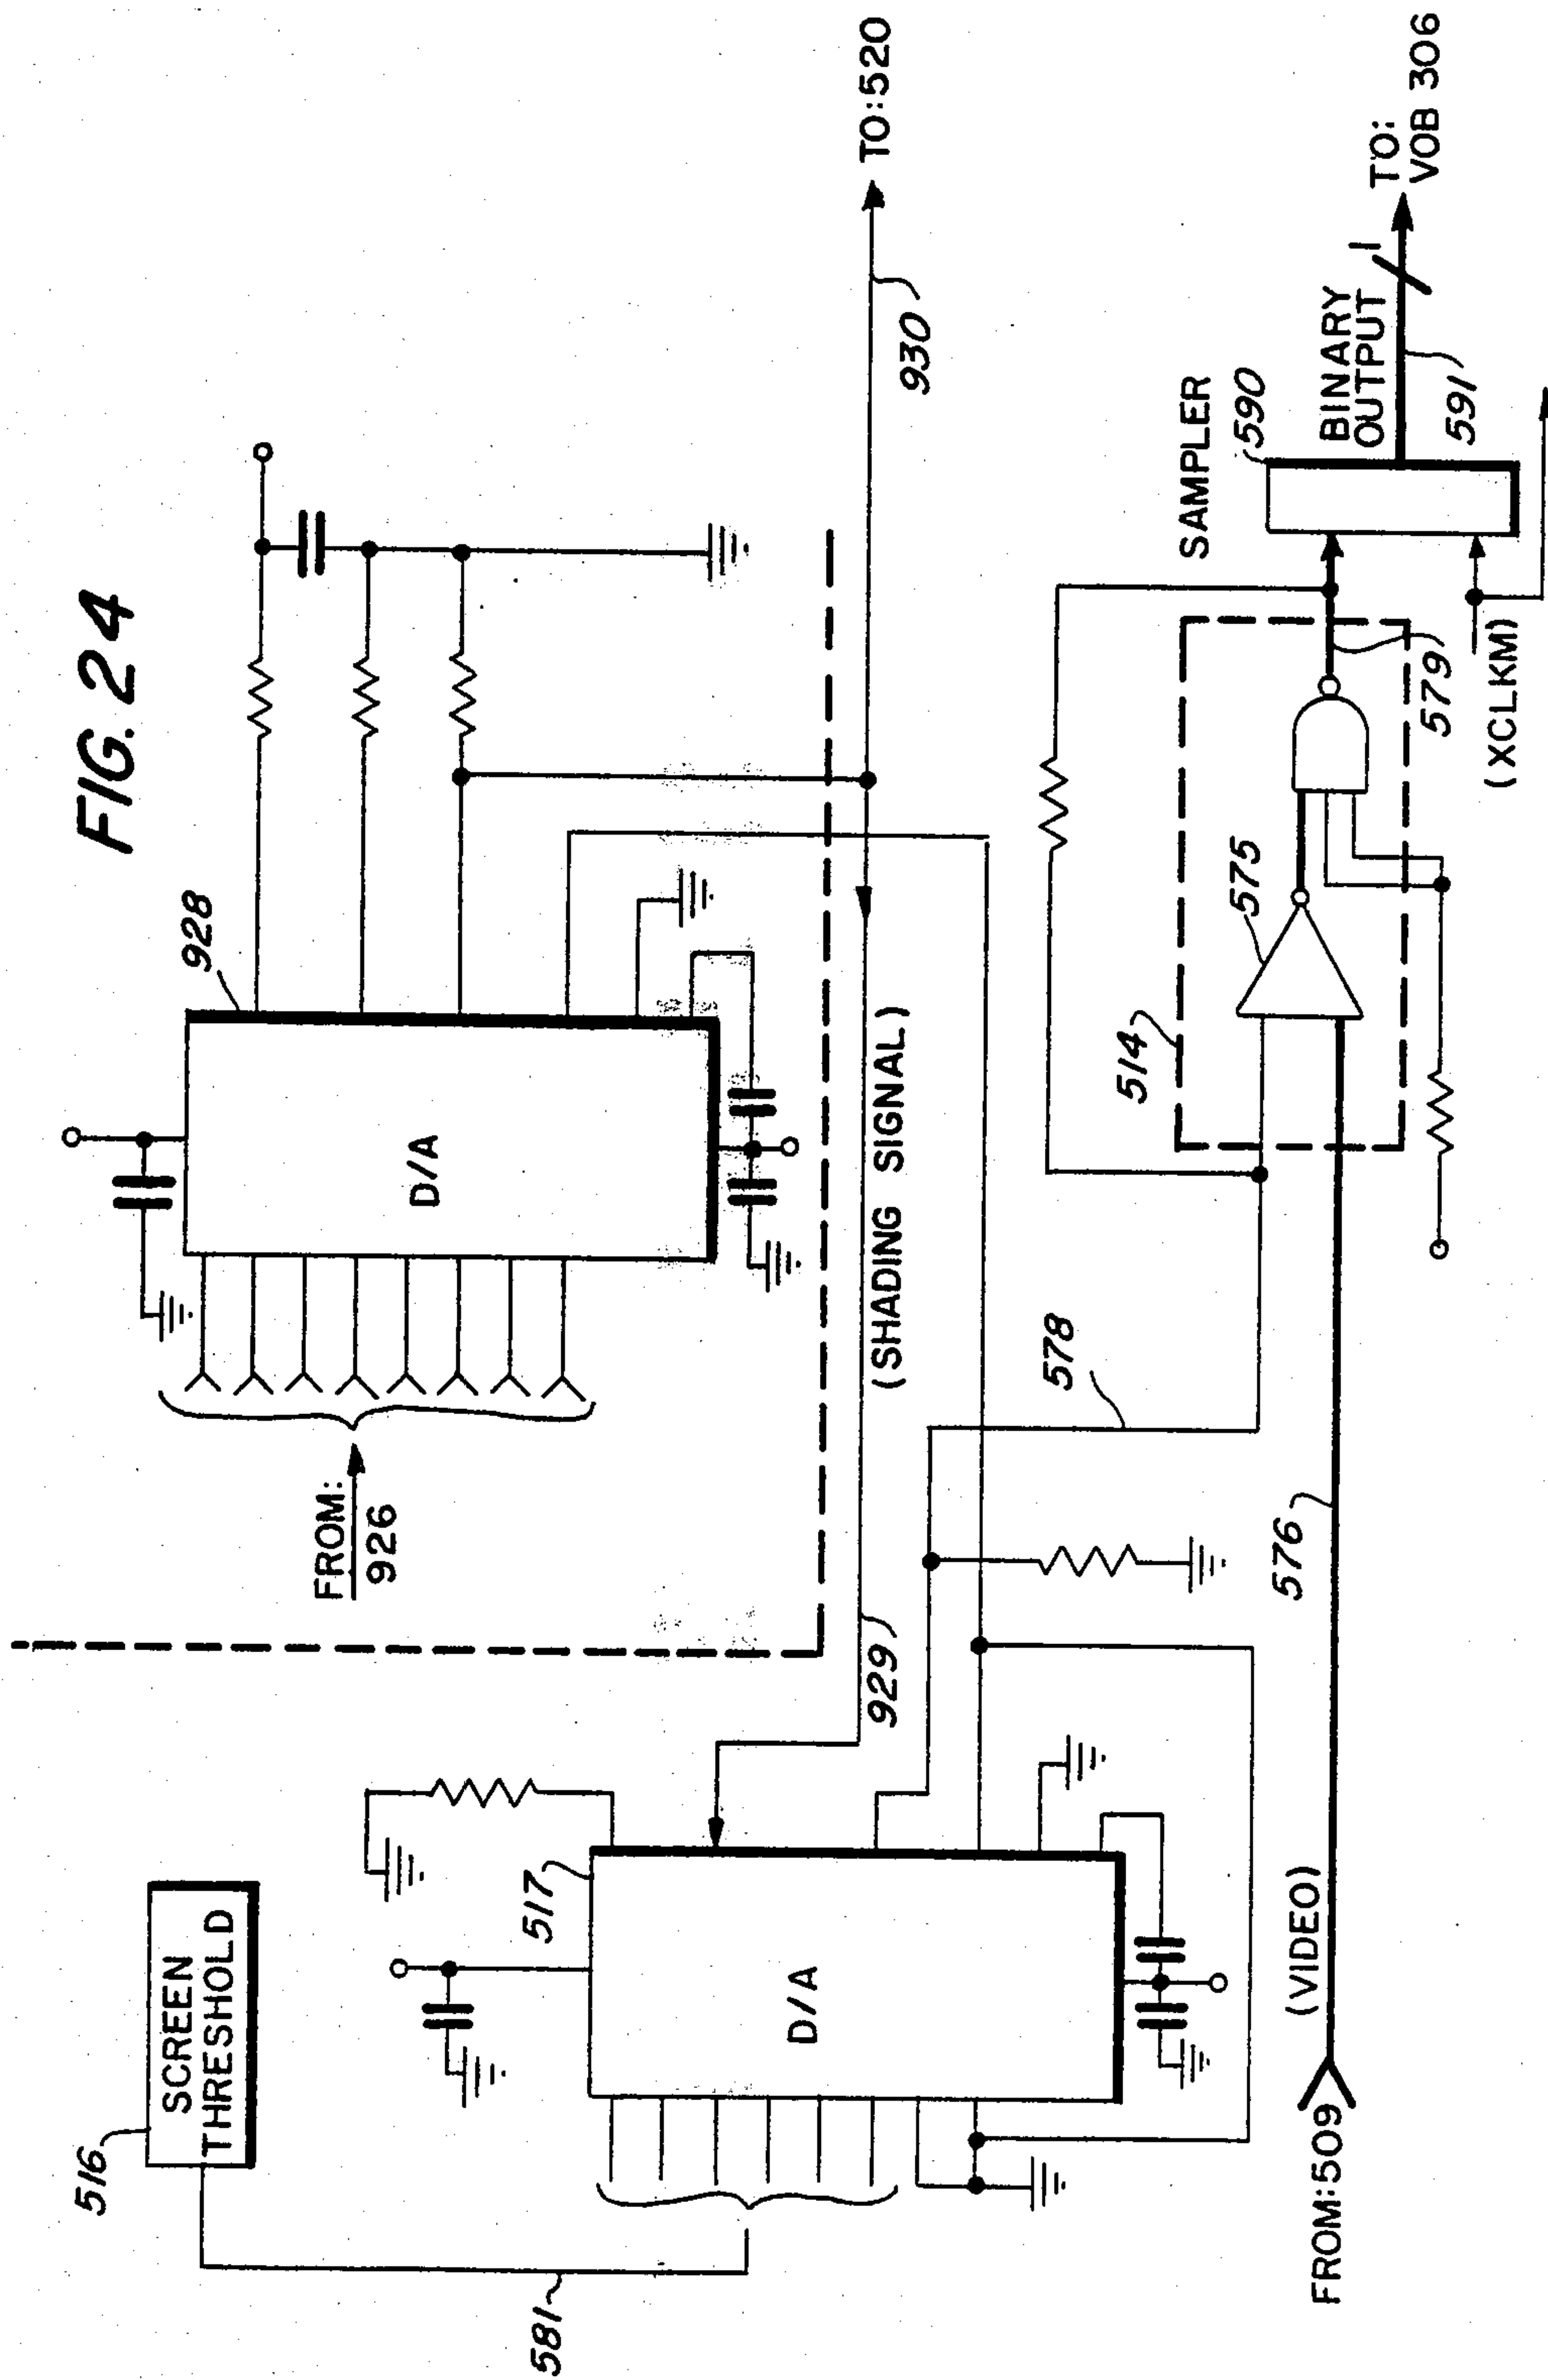 FIG. 24
928
D/A
FROM:
926
TO:520
930
(SHADING SIGNAL)
929
516
SCREEN
THRESHOLD
581
517
D/A
578
514
575
579
SAMPLER
590
BINARY
OUTPUT
1
591
TO:
VOB 306
(XCLKM)
576
(VIDEO)
FROM:509